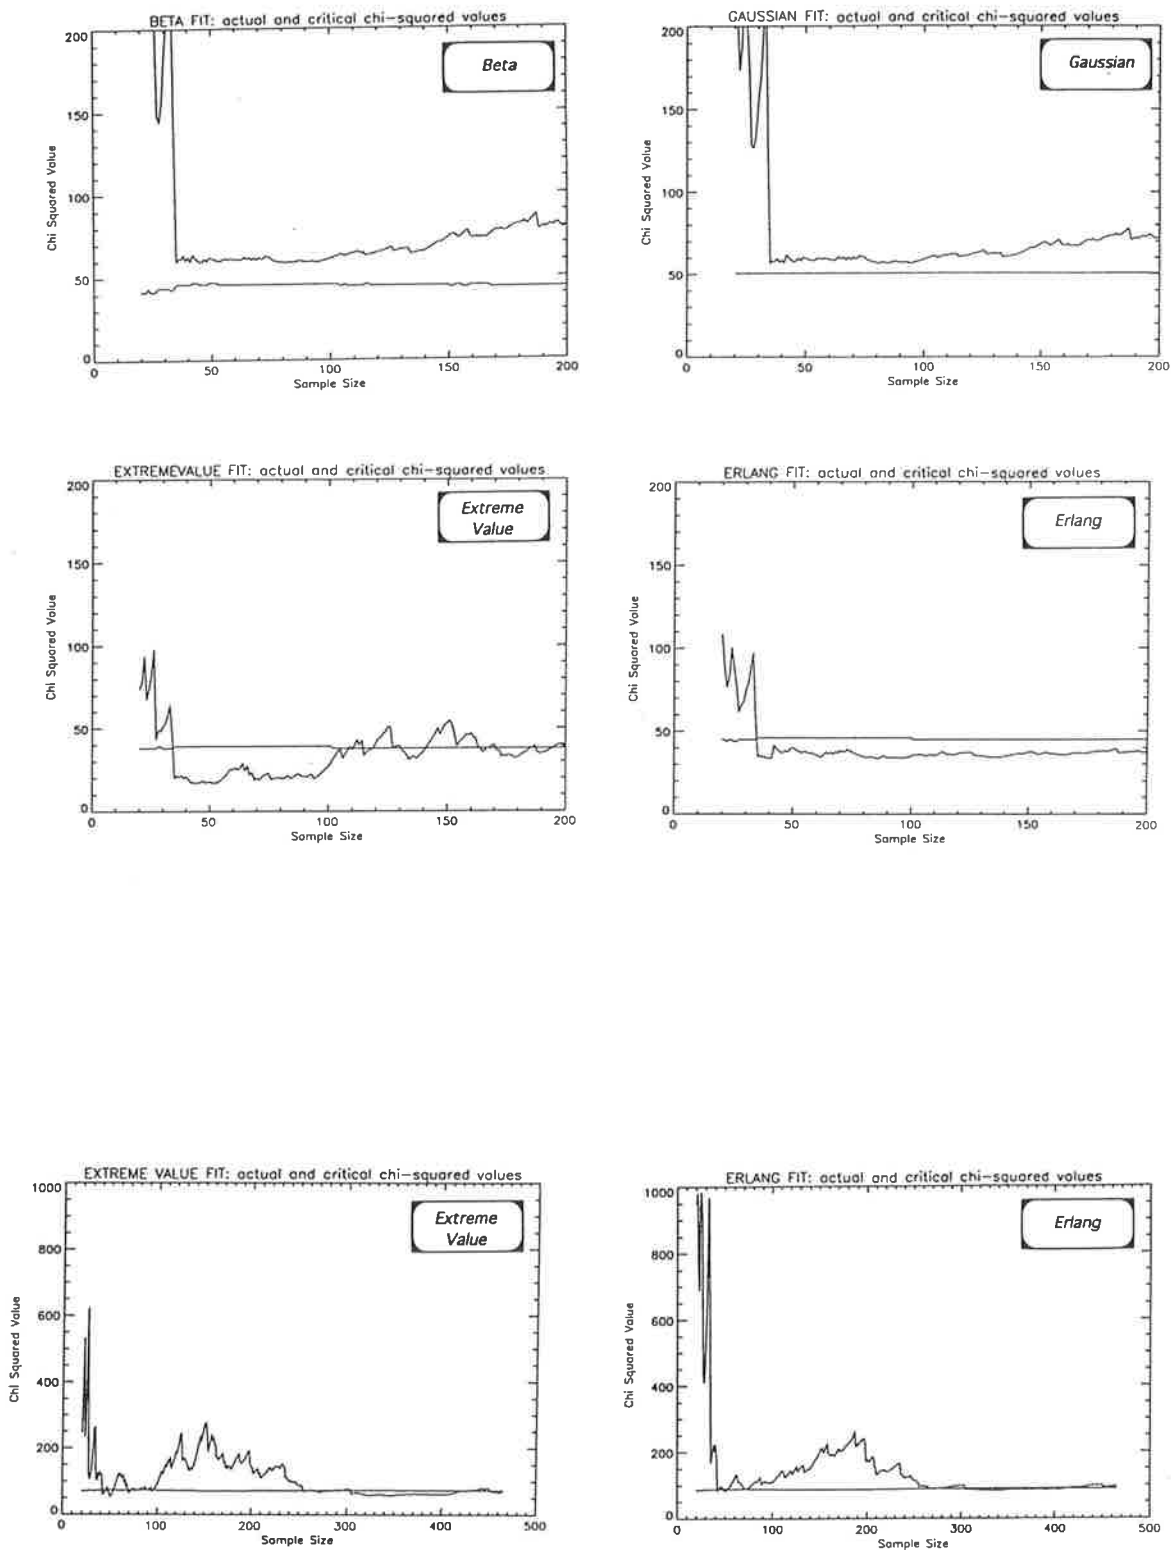 BETA FIT: actual and critical chi-squared values
Beta
Chi Squared Value
200
150
100
50
0
0 50 100 150 200
Sample Size
GAUSSIAN FIT: actual and critical chi-squared values
Gaussian
Chi Squared Value
200
150
100
50
0
0 50 100 150 200
Sample Size
EXTREMEVALUE FIT: actual and critical chi-squared values
Extreme
Value
Chi Squared Value
200
150
100
50
0
0 50 100 150 200
Sample Size
ERLANG FIT: actual and critical chi-squared values
Erlang
Chi Squared Value
200
150
100
50
0
0 50 100 150 200
Sample Size
EXTREME VALUE FIT: actual and critical chi-squared values
Extreme
Value
Chi Squared Value
1000
800
600
400
200
0
0 100 200 300 400 500
Sample Size
ERLANG FIT: actual and critical chi-squared values
Erlang
Chi Squared Value
1000
800
600
400
200
0
0 100 200 300 400 500
Sample Size